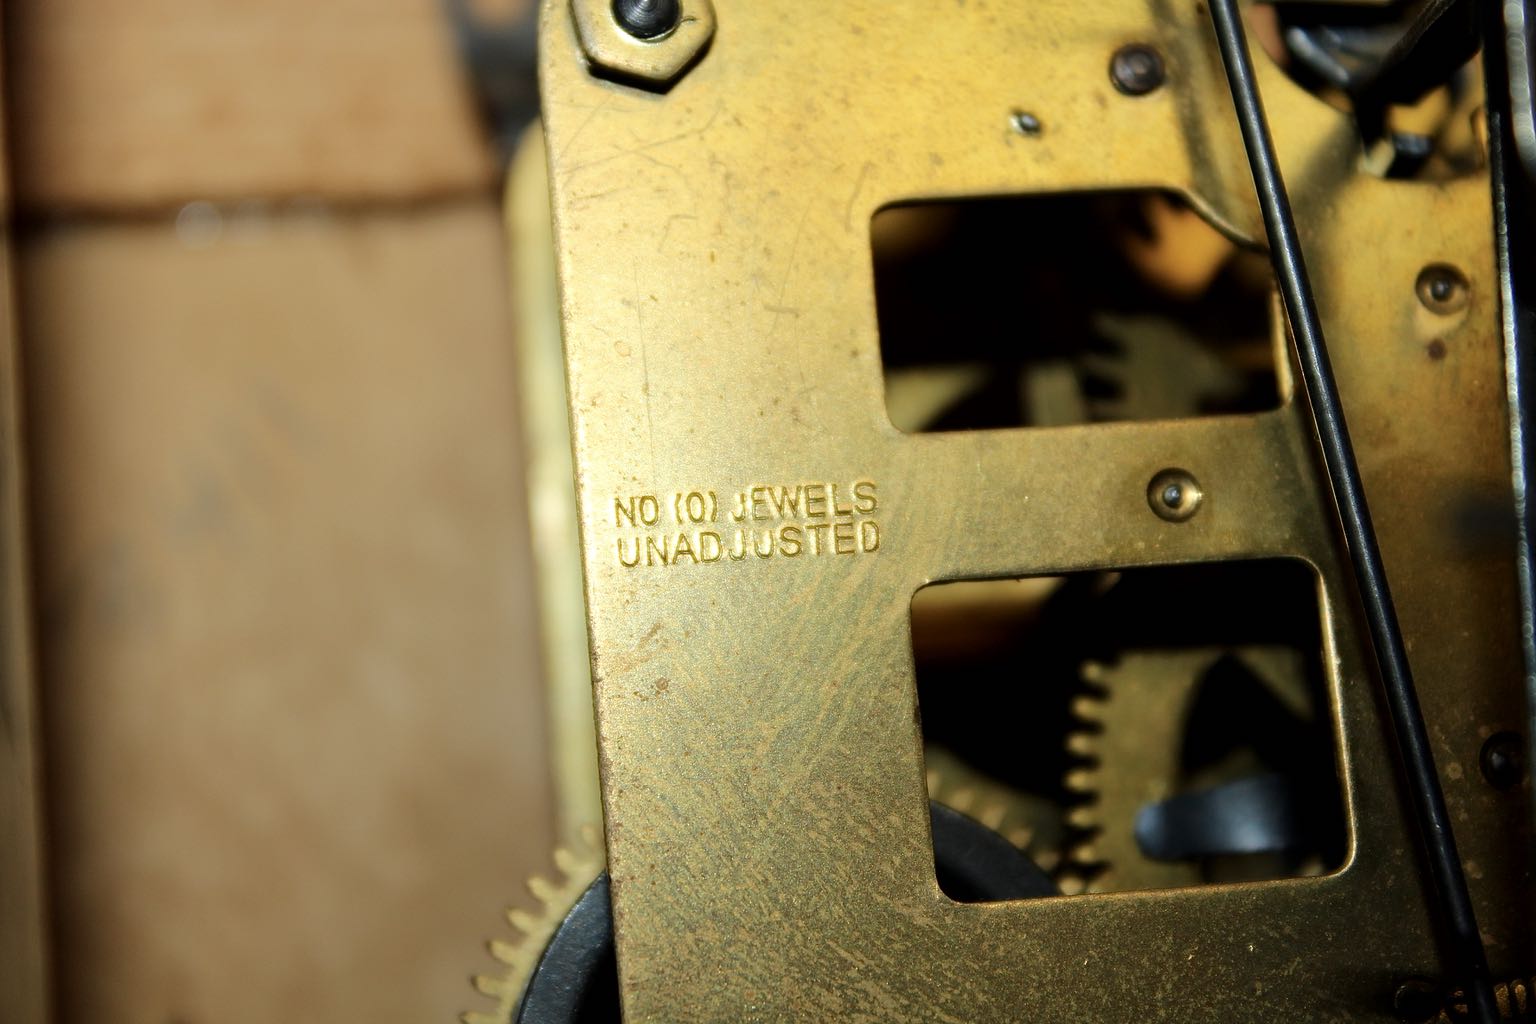 NO (0) JEWELS
UNADJUSTED